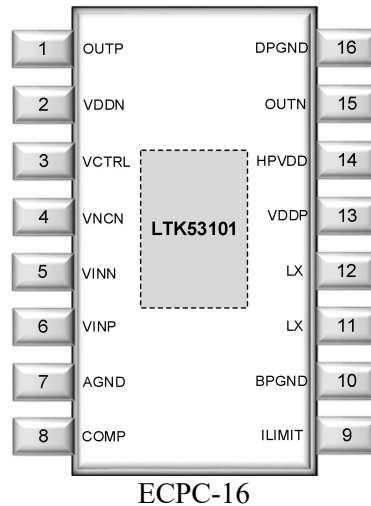 1 OUTP DPGND 16
2 VDDN OUTN 15
3 VCTRL HPVDD 14
4 VNCN VDDP 13
LTK53101
5 VINN LX 12
6 VINP LX 11
7 AGND BPGND 10
8 COMP ILIMIT 9
ECPC-16